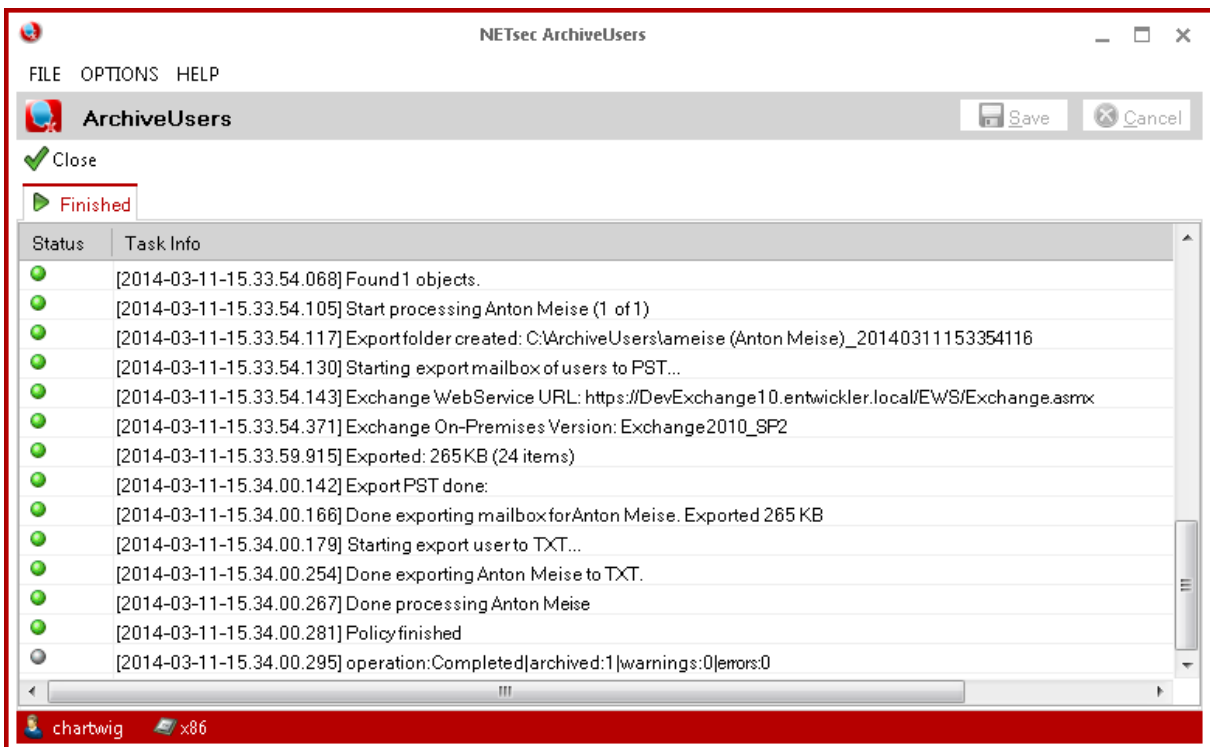 NETsec ArchiveUsers
FILE OPTIONS HELP
ArchiveUsers Save Cancel
Close
Finished
Status Task Info
[2014-03-11-15.33.54.068] Found 1 objects.
[2014-03-11-15.33.54.105] Start processing Anton Meise (1 of 1)
[2014-03-11-15.33.54.117] Exportfolder created: C:\ArchiveUsers\ameise (Anton Meise)_20140311153354116
[2014-03-11-15.33.54.130] Starting export mailbox of users to PST...
[2014-03-11-15.33.54.143] Exchange WebService URL: https://DevExchange10.entwickler.local/EWS/Exchange.asmx
[2014-03-11-15.33.54.371] Exchange On-Premises Version: Exchange2010_SP2
[2014-03-11-15.33.59.915] Exported: 265 KB (24 items)
[2014-03-11-15.34.00.142] Export PST done:
[2014-03-11-15.34.00.166] Done exporting mailbox for Anton Meise. Exported 265 KB
[2014-03-11-15.34.00.179] Starting export user to TXT...
[2014-03-11-15.34.00.254] Done exporting Anton Meise to TXT.
[2014-03-11-15.34.00.267] Done processing Anton Meise
[2014-03-11-15.34.00.281] Policy finished
[2014-03-11-15.34.00.295] operation:Completed|archived:1|warnings:0|errors:0
chartwig x86